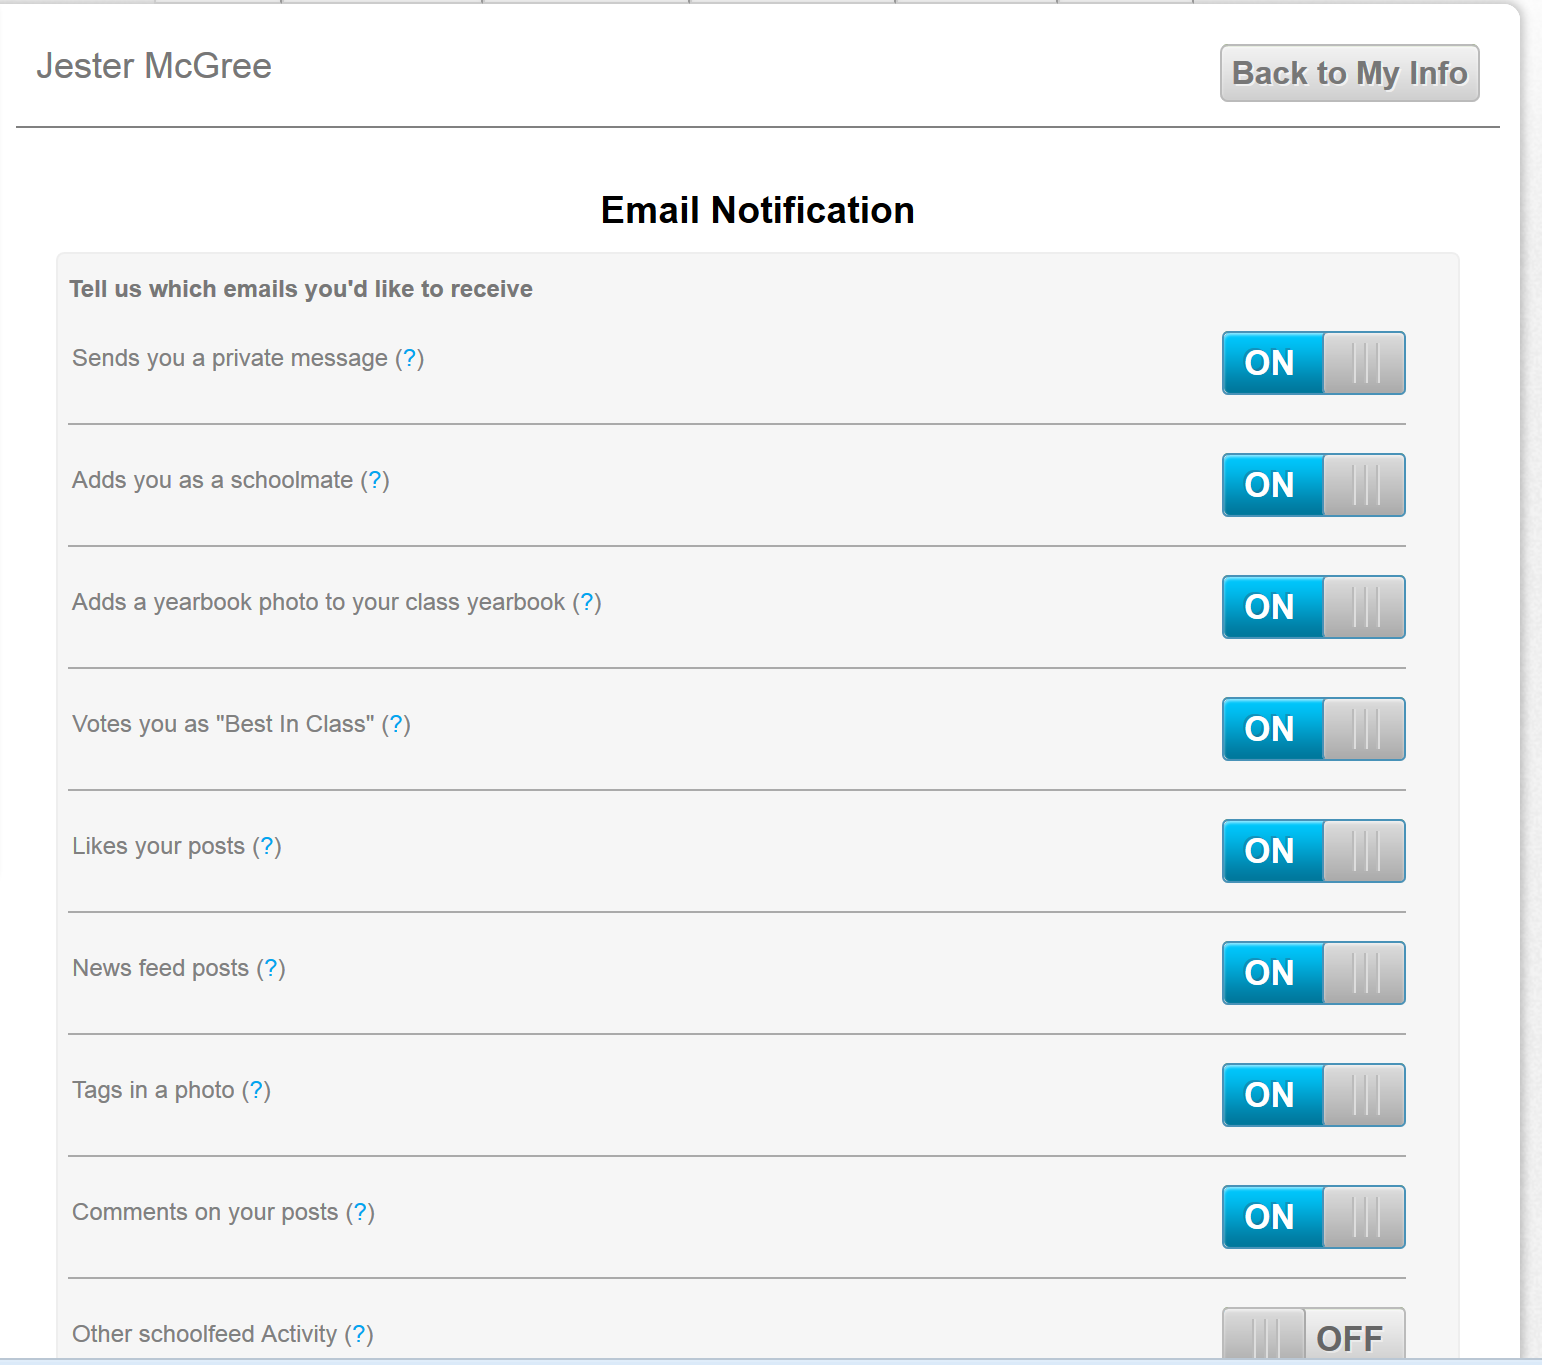 Jester McGree
Back to My Info
Email Notification
Tell us which emails you'd like to receive
Sends you a private message (?)
ON
Adds you as a schoolmate (?)
ON
Adds a yearbook photo to your class yearbook (?)
ON
Votes you as "Best In Class" (?)
ON
Likes your posts (?)
ON
News feed posts (?)
ON
Tags in a photo (?)
ON
Comments on your posts (?)
ON
Other schoolfeed Activity (?)
OFF